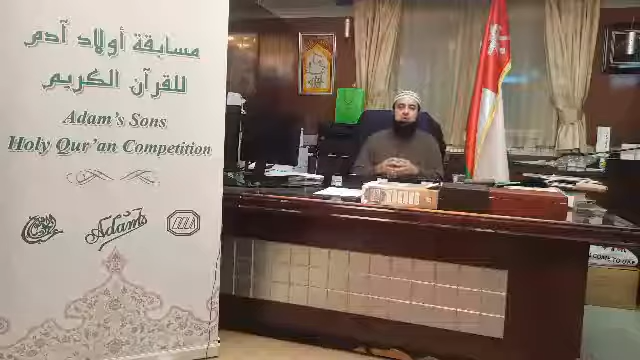 مسابقة أولاد آدم
للقرآن الكريم
Adam's Sons
Holy Qur'an Competition
Adams